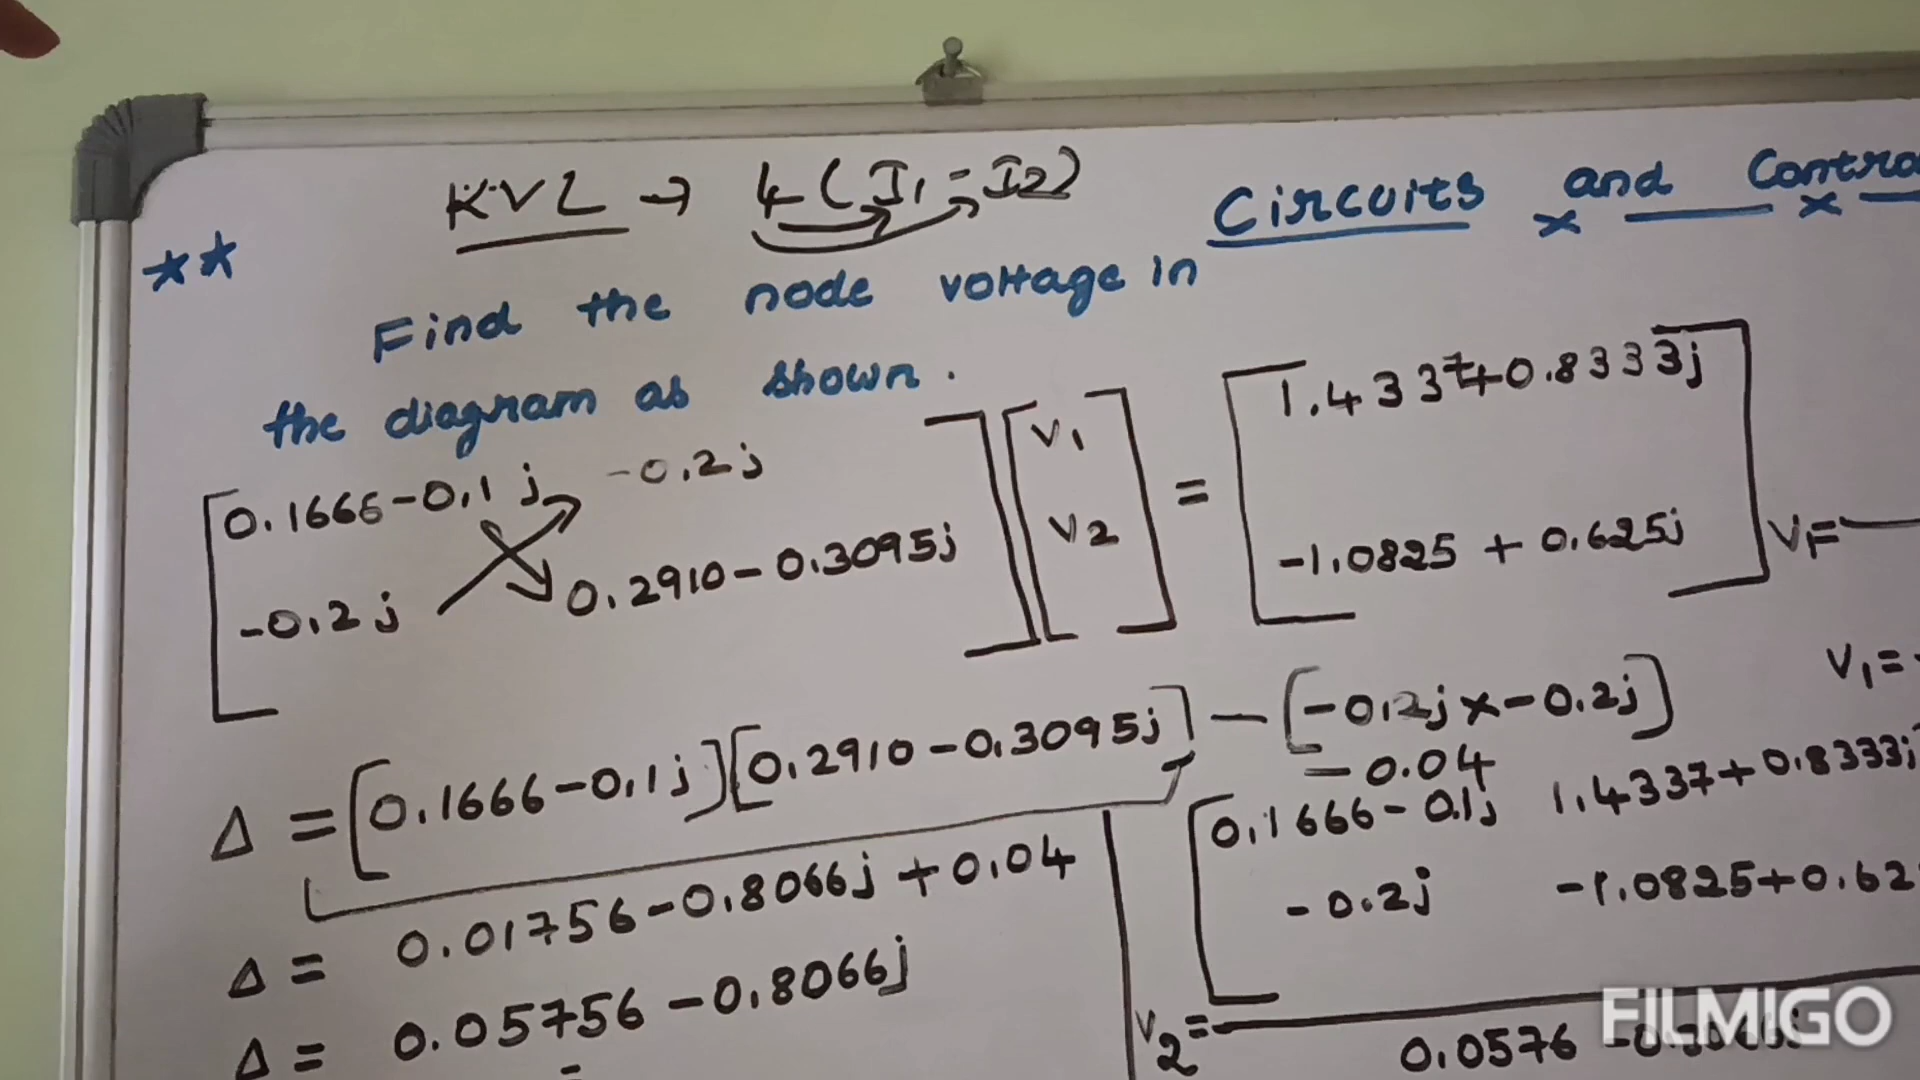 KVL → 4(I1 - I2)
Circuits and
** Find the node voltage in
the diagram as shown.
[0.1666-0.1j -0.2j
-0.2j 0.2910-0.3095j] [V1 V2] = [1.4337+0.8333j
-1.0825 + 0.625j]
V1=
V1=
Δ = [0.1666-0.1j][0.2910-0.3095j] - [-0.2j x -0.2j]
-0.04
Δ = 0.01756-0.8066j+0.04
Δ = 0.05756-0.8066j
Δ =
[0.1666-0.1j 1.4337+0.8333j
-0.2j -1.0825+0.62
V2=
0.0576
FILMIGO